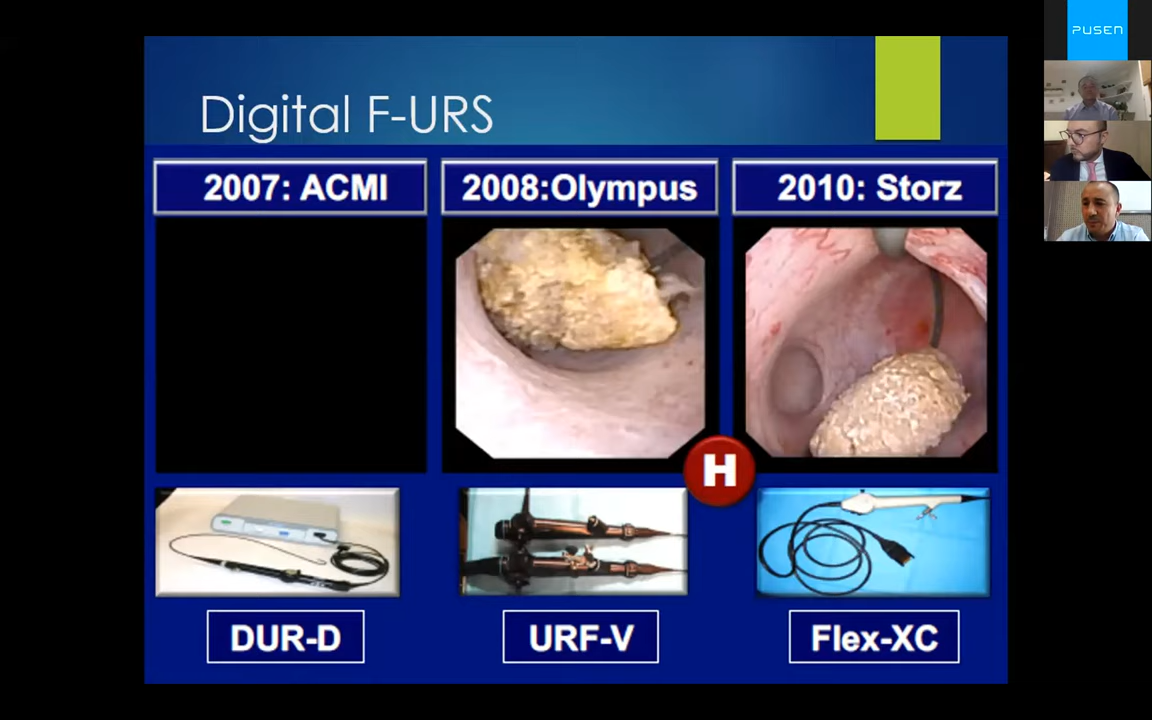 PUSEN
Digital F-URS
2007: ACMI
2008:Olympus
2010: Storz
H
DUR-D
URF-V
Flex-XC